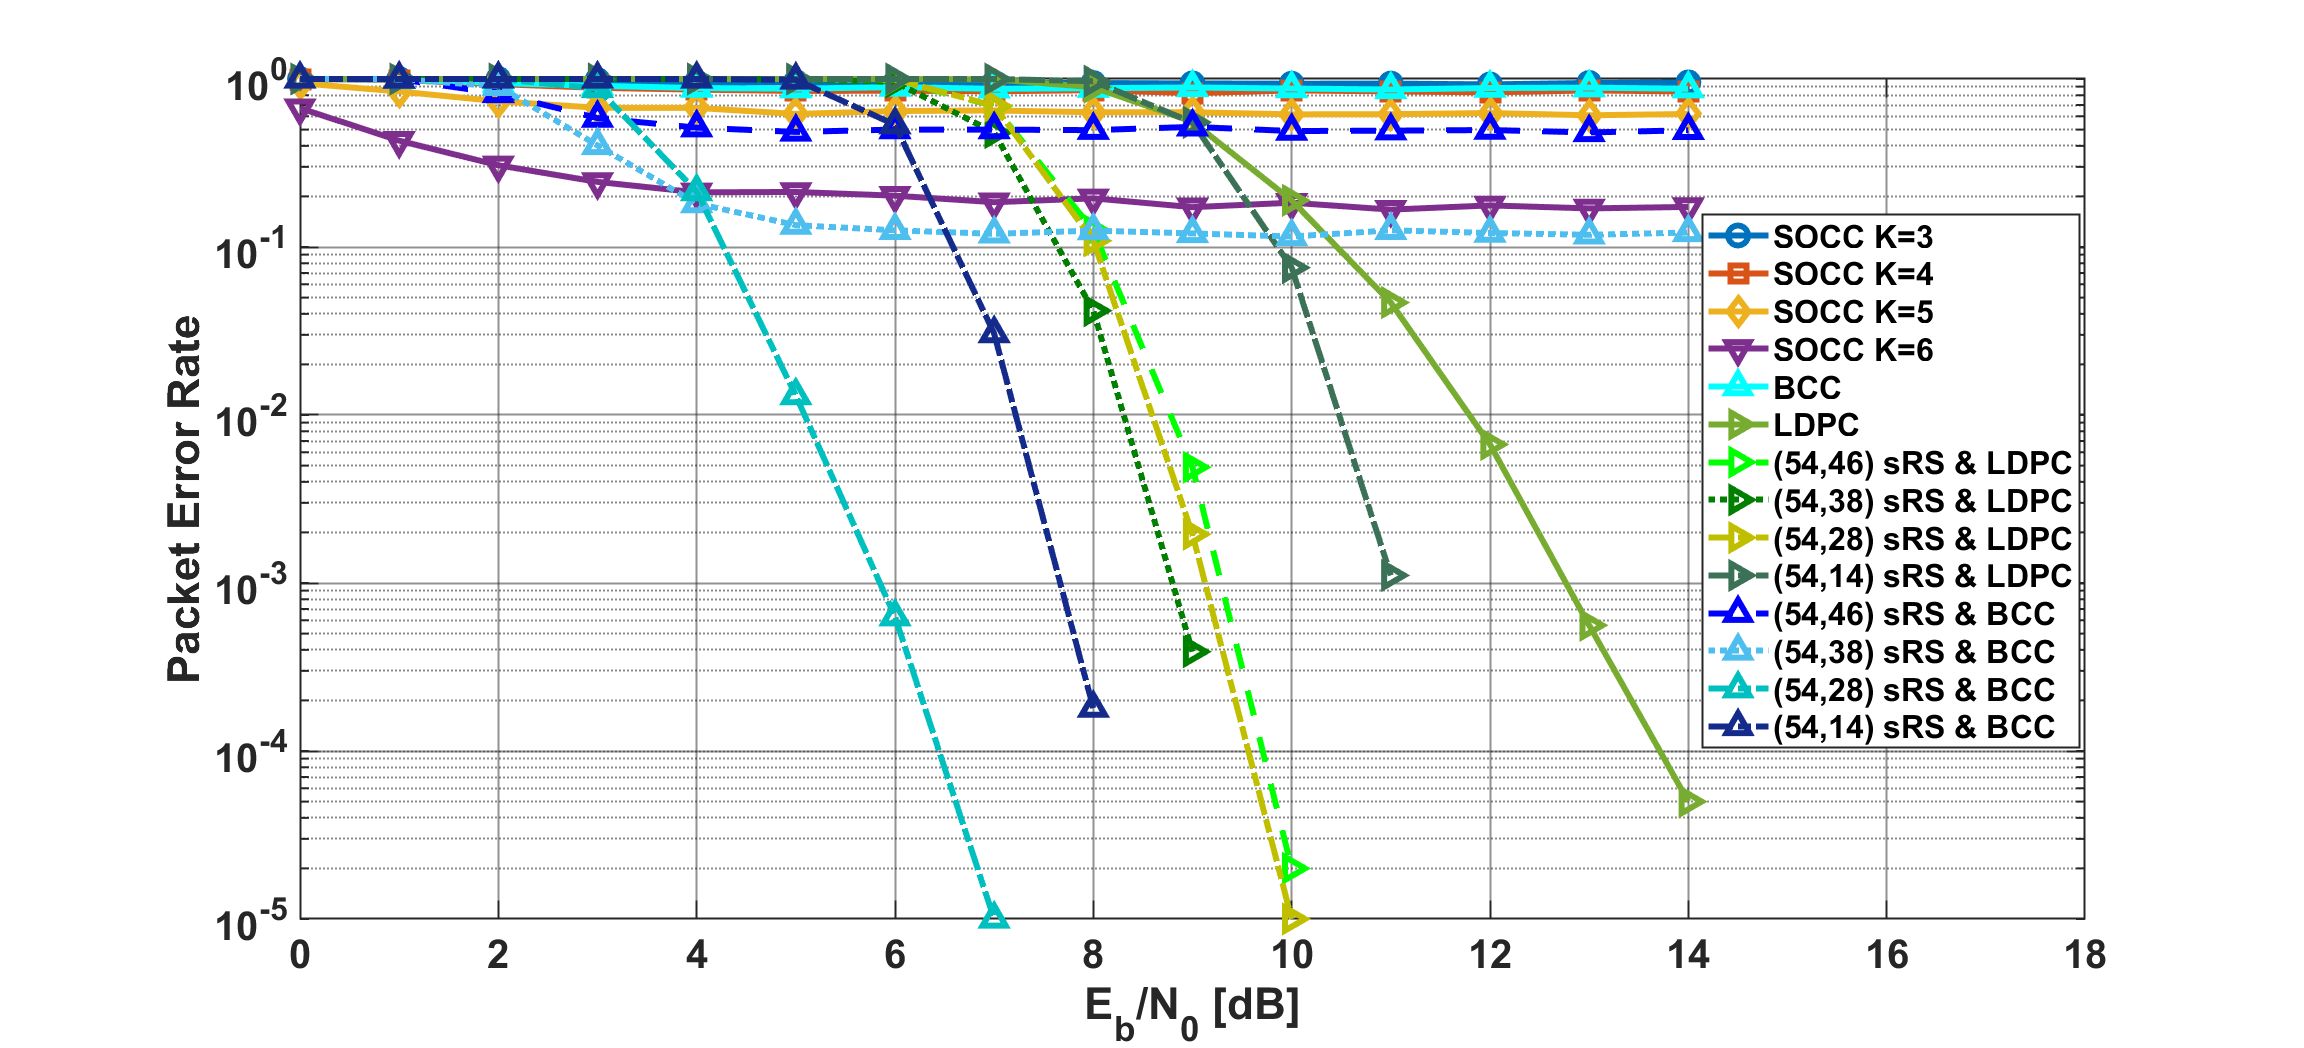 10^0
10^-1
10^-2
10^-3
10^-4
10^-5
Packet Error Rate
0 2 4 6 8 10 12 14 16 18
E_b/N_0 [dB]
SOCC K=3
SOCC K=4
SOCC K=5
SOCC K=6
BCC
LDPC
(54,46) sRS & LDPC
(54,38) sRS & LDPC
(54,28) sRS & LDPC
(54,14) sRS & LDPC
(54,46) sRS & BCC
(54,38) sRS & BCC
(54,28) sRS & BCC
(54,14) sRS & BCC